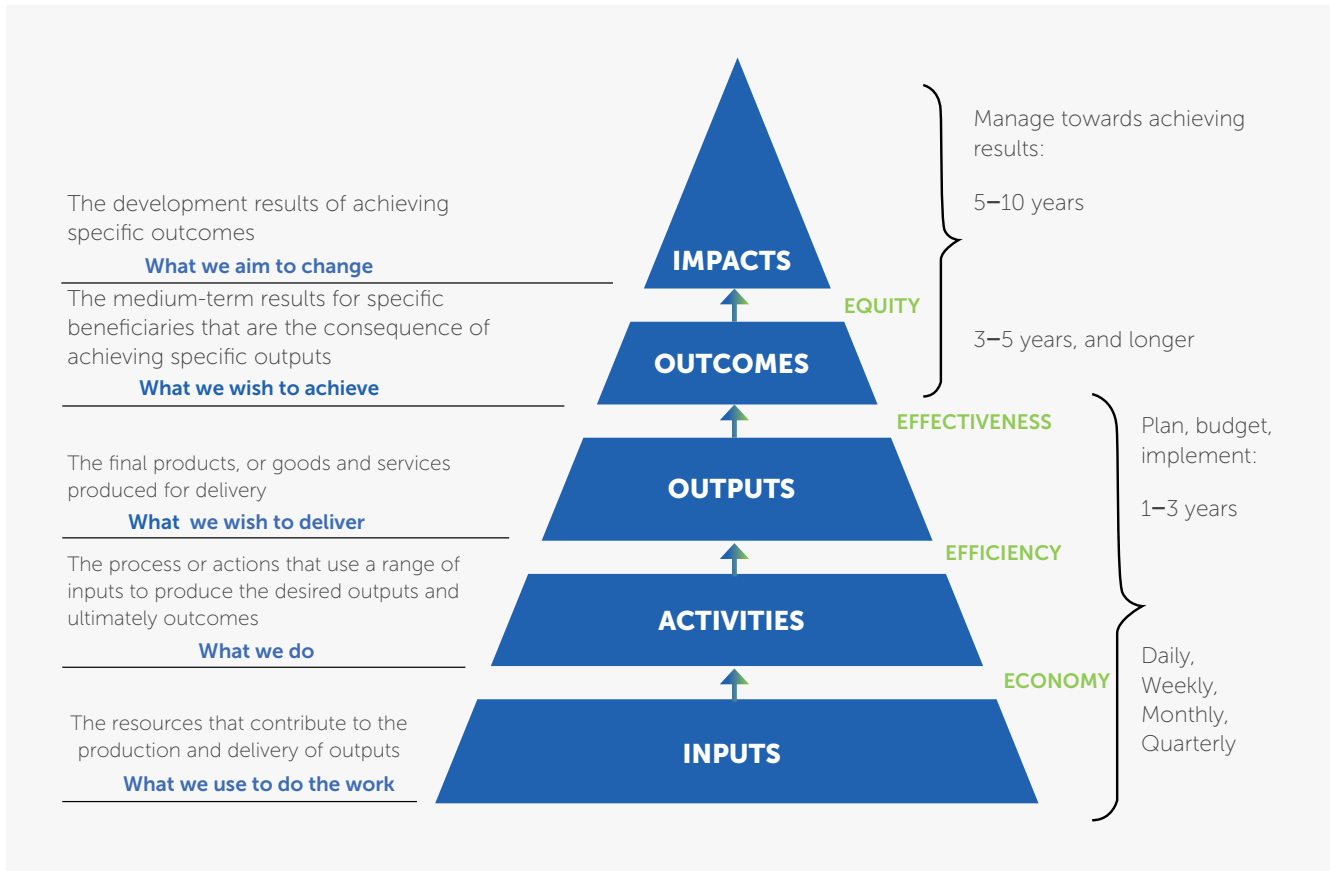 The development results of achieving
specific outcomes
What we aim to change
The medium-term results for specific
beneficiaries that are the consequence of
achieving specific outputs
What we wish to achieve
The final products, or goods and services
produced for delivery
What we wish to deliver
The process or actions that use a range of
inputs to produce the desired outputs and
ultimately outcomes
What we do
The resources that contribute to the
production and delivery of outputs
What we use to do the work
IMPACTS
EQUITY
OUTCOMES
EFFECTIVENESS
OUTPUTS
EFFICIENCY
ACTIVITIES
ECONOMY
INPUTS
Manage towards achieving
results:
5–10 years
3–5 years, and longer
Plan, budget,
implement:
1–3 years
Daily,
Weekly,
Monthly,
Quarterly